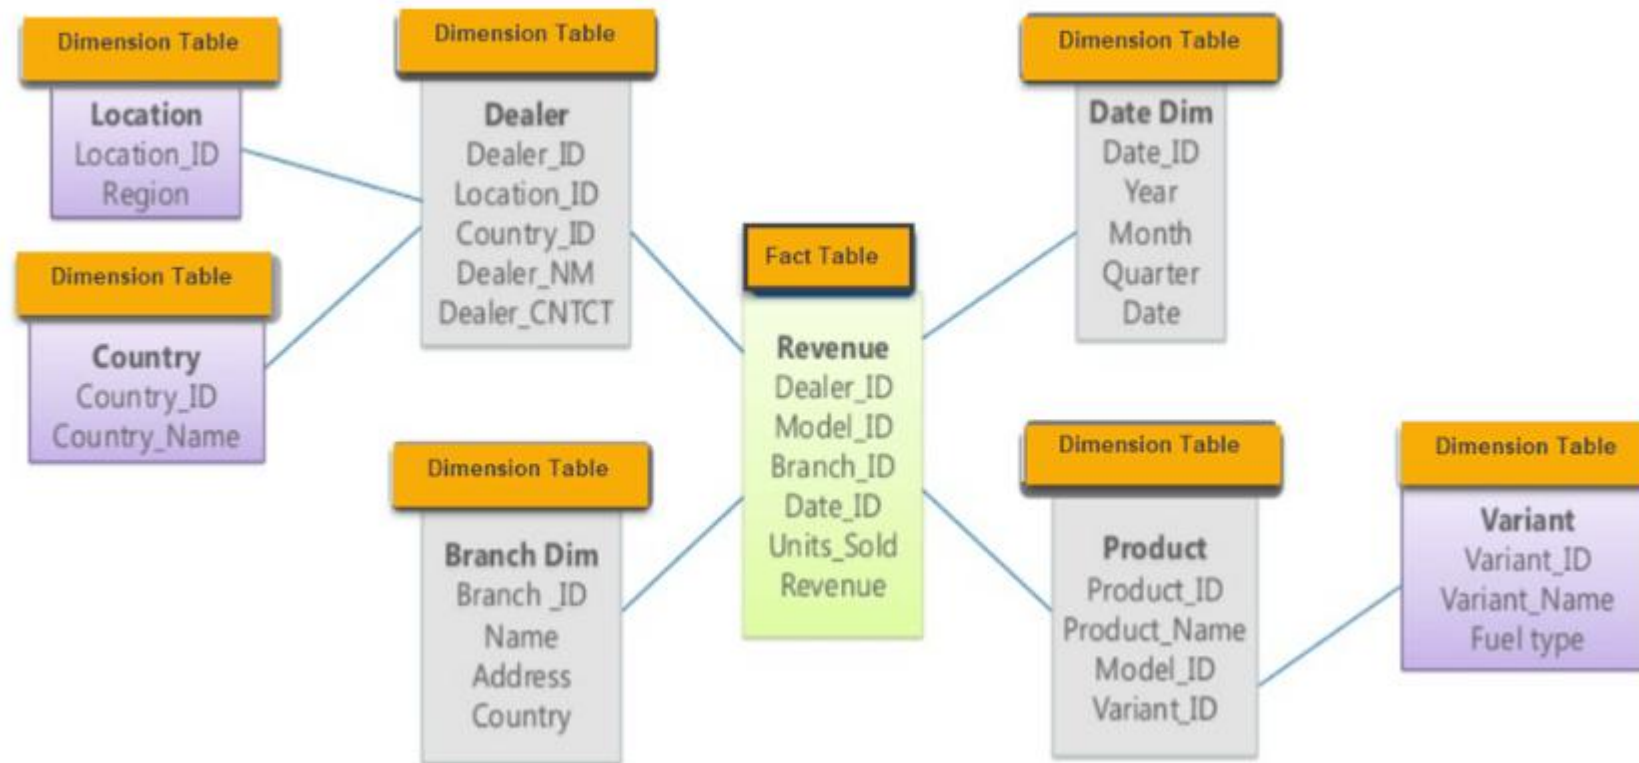 Dimension Table
Location
Location_ID
Region
Dimension Table
Country
Country_ID
Country_Name
Dimension Table
Dealer
Dealer_ID
Location_ID
Country_ID
Dealer_NM
Dealer_CNTCT
Dimension Table
Branch Dim
Branch _ID
Name
Address
Country
Fact Table
Revenue
Dealer_ID
Model_ID
Branch_ID
Date_ID
Units_Sold
Revenue
Dimension Table
Date Dim
Date_ID
Year
Month
Quarter
Date
Dimension Table
Product
Product_ID
Product_Name
Model_ID
Variant_ID
Dimension Table
Variant
Variant_ID
Variant_Name
Fuel type